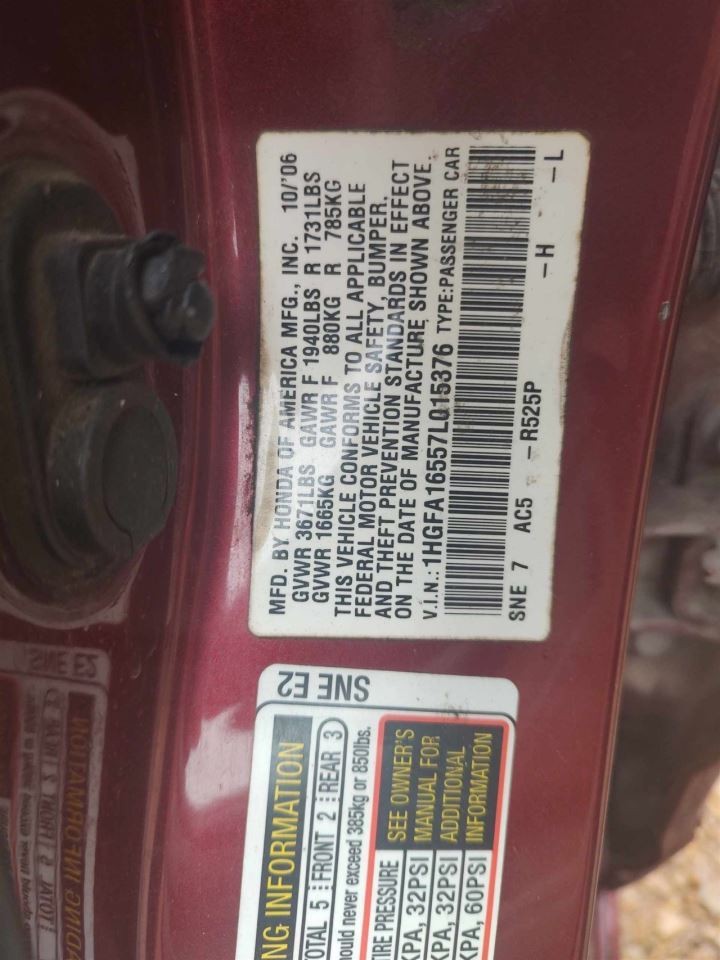 MFD. BY HONDA OF AMERICA MFG., INC. 10/'06
GVWR 3671LBS GAWR F 1940LBS R 1731LBS
GVWR 1665KG GAWR F 880KG R 785KG
THIS VEHICLE CONFORMS TO ALL APPLICABLE
FEDERAL MOTOR VEHICLE SAFETY, BUMPER,
AND THEFT PREVENTION STANDARDS IN EFFECT
ON THE DATE OF MANUFACTURE SHOWN ABOVE.
V.I.N.:1HGFA16557L015376 TYPE:PASSENGER CAR
SNE 7 AC5 -R525P -H -L
SNE E2
NG INFORMATION
OTAL 5 FRONT 2 REAR 3
hould never exceed 385kg or 850lbs.
TIRE PRESSURE
KPA, 32PSI
KPA, 32PSI
KPA, 60PSI
SEE OWNER'S
MANUAL FOR
ADDITIONAL
INFORMATION